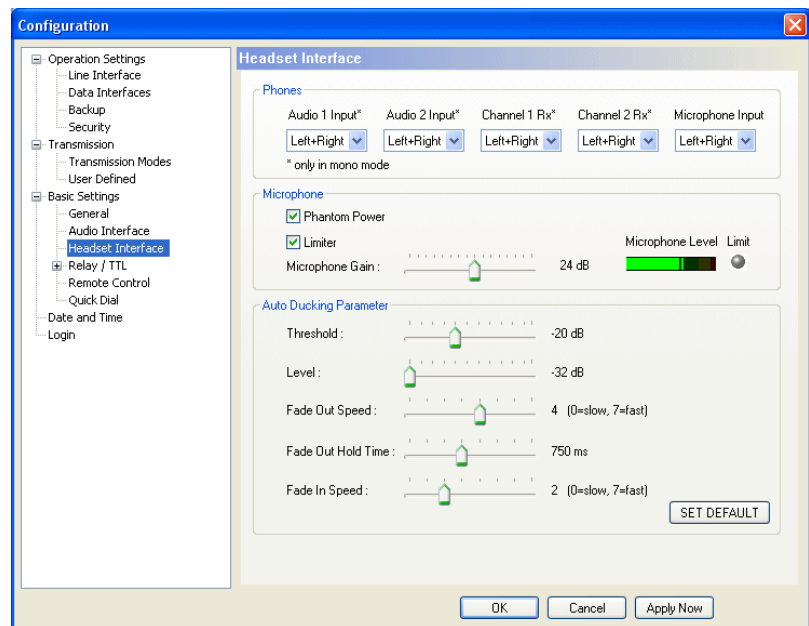 Configuration
Operation Settings
Line Interface
Data Interfaces
Backup
Security
Transmission
Transmission Modes
User Defined
Basic Settings
General
Audio Interface
Headset Interface
Relay / TTL
Remote Control
Quick Dial
Date and Time
Login
Headset Interface
Phones
Audio 1 Input* Audio 2 Input* Channel 1 Rx* Channel 2 Rx* Microphone Input
Left+Right Left+Right Left+Right Left+Right Left+Right
* only in mono mode
Microphone
Phantom Power
Limiter
Microphone Level Limit
Microphone Gain : 24 dB
Auto Ducking Parameter
Threshold : -20 dB
Level : -32 dB
Fade Out Speed : 4 (0=slow, 7=fast)
Fade Out Hold Time : 750 ms
Fade In Speed : 2 (0=slow, 7=fast)
SET DEFAULT
OK Cancel Apply Now